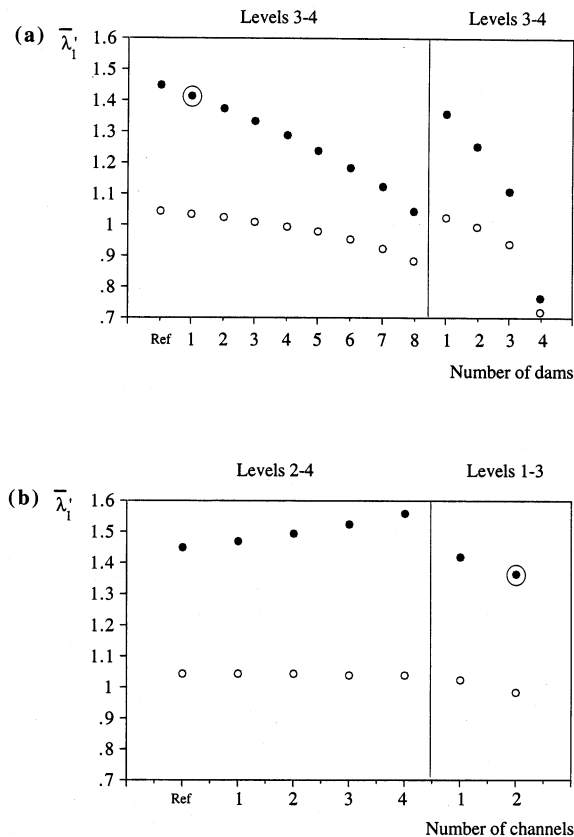 Levels 3-4 Levels 3-4
(a) λ̄₁'
1.6
1.5
1.4
1.3
1.2
1.1
1
.9
.8
.7
Ref 1 2 3 4 5 6 7 8 1 2 3 4
Number of dams
Levels 2-4 Levels 1-3
(b) λ̄₁'
1.6
1.5
1.4
1.3
1.2
1.1
1
.9
.8
.7
Ref 1 2 3 4 1 2
Number of channels